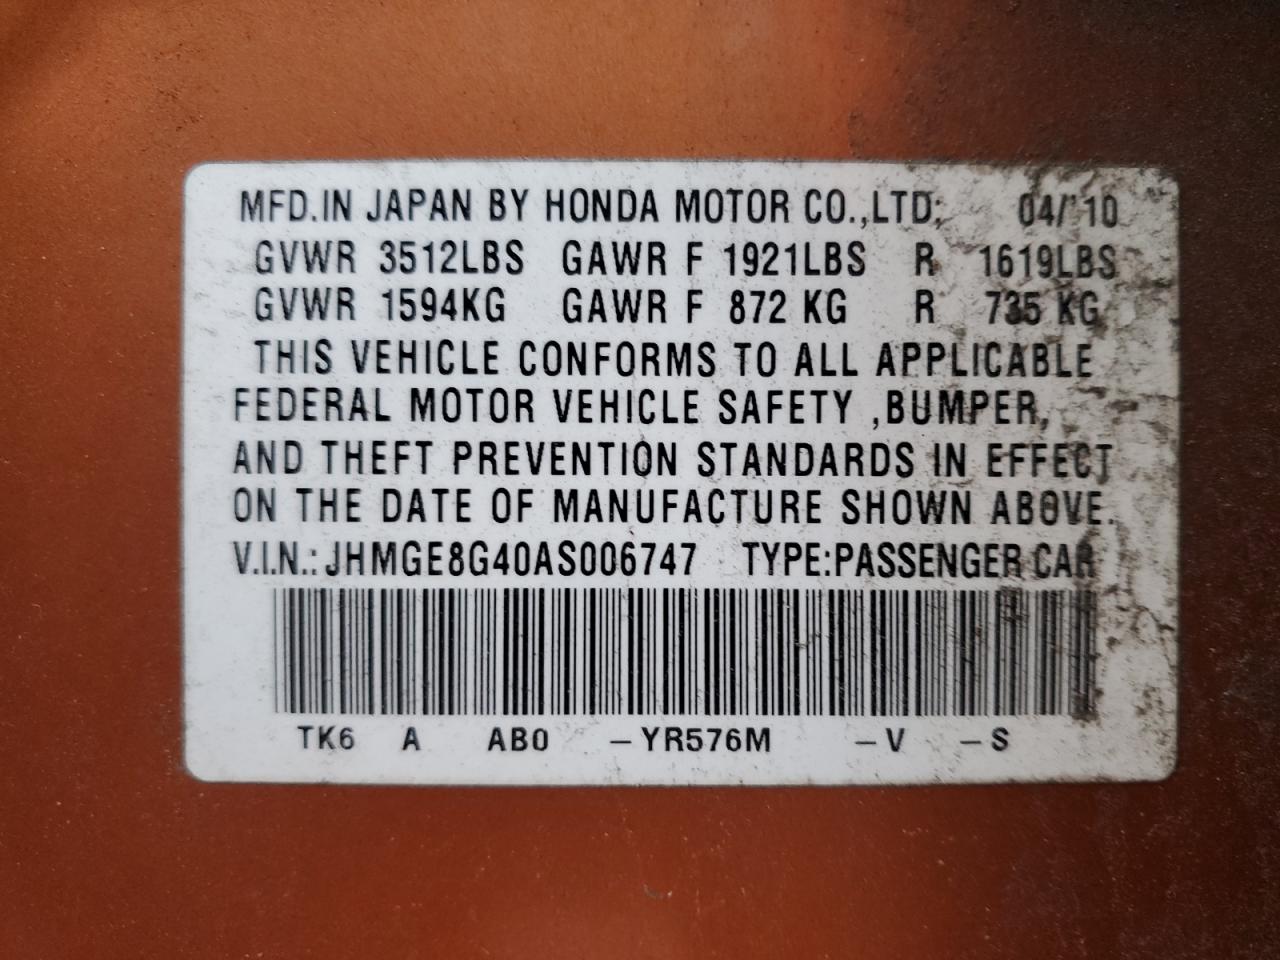 MFD.IN JAPAN BY HONDA MOTOR CO.,LTD. 04/'10
GVWR 3512LBS GAWR F 1921LBS R 1619LBS
GVWR 1594KG GAWR F 872 KG R 735 KG
THIS VEHICLE CONFORMS TO ALL APPLICABLE
FEDERAL MOTOR VEHICLE SAFETY ,BUMPER,
AND THEFT PREVENTION STANDARDS IN EFFECT
ON THE DATE OF MANUFACTURE SHOWN ABOVE.
V.I.N.: JHMGE8G40AS006747 TYPE:PASSENGER CAR
TK6 A AB0 –YR576M –V –S